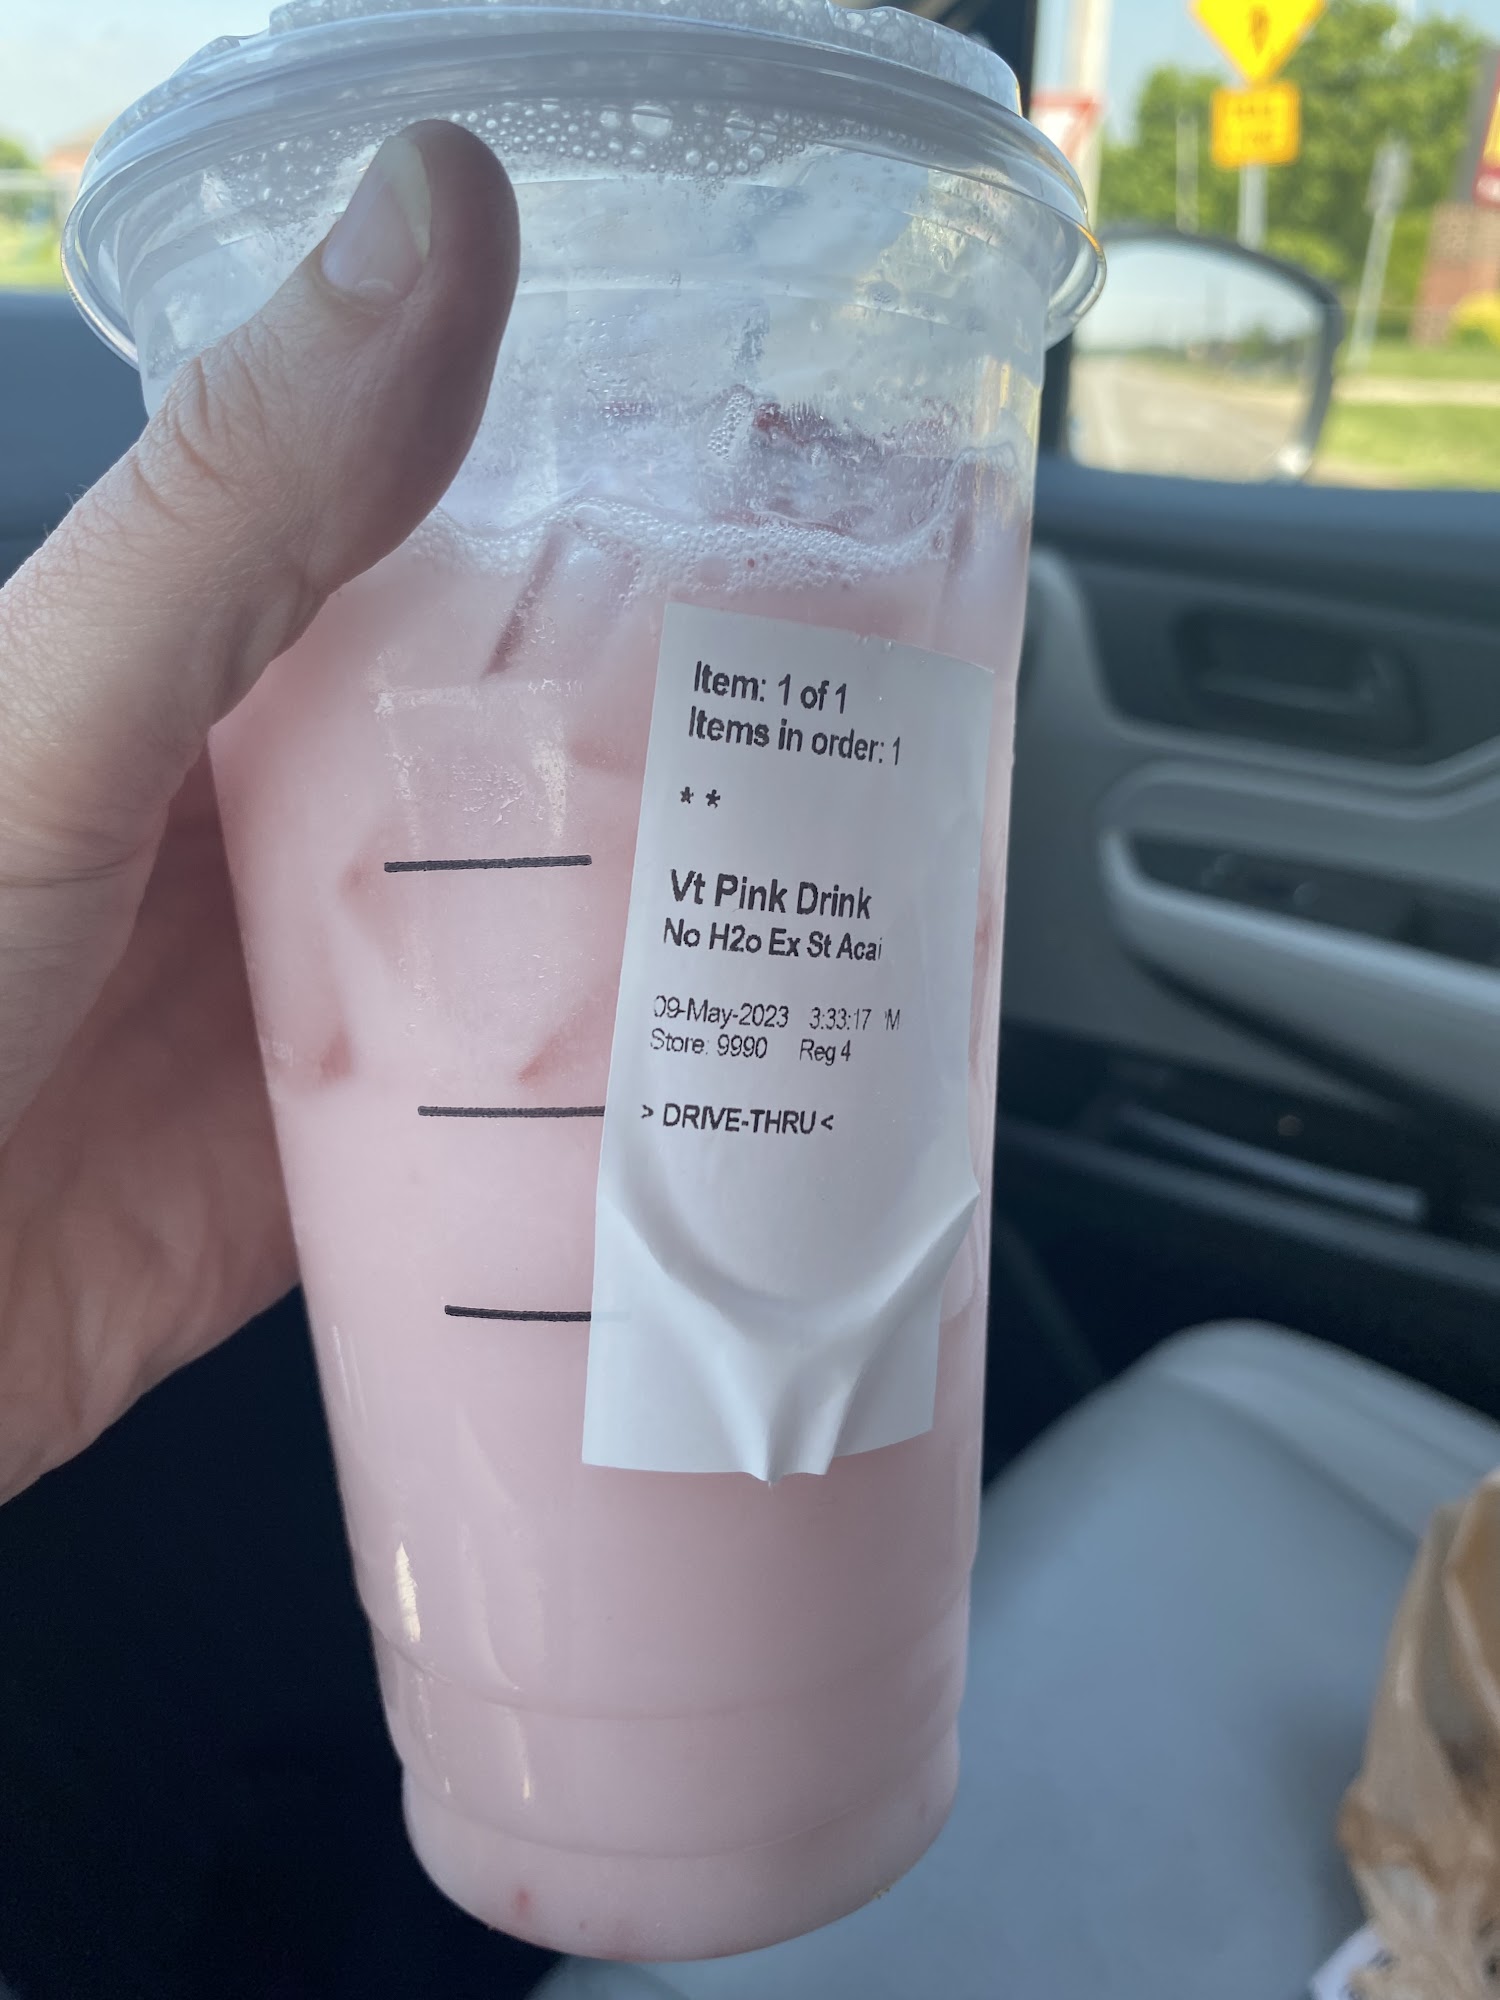 Item: 1 of 1
Items in order: 1
* *
Vt Pink Drink
No H2o Ex St Acai
09-May-2023 3:33:17 M
Store: 9990 Reg 4
> DRIVE-THRU <